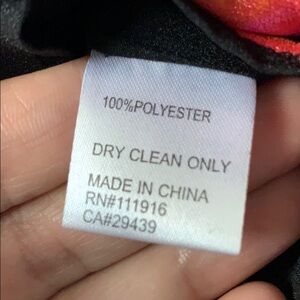 100%POLYESTER
DRY CLEAN ONLY
MADE IN CHINA
RN#111916
CA#29439